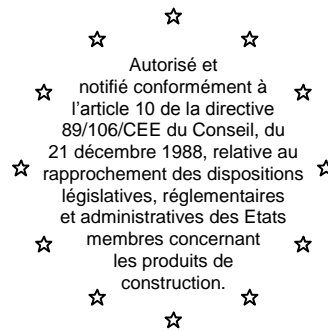 Autorisé et
notifié conformément à
l'article 10 de la directive
89/106/CEE du Conseil, du
21 décembre 1988, relative au
rapprochement des dispositions
législatives, réglementaires
et administratives des Etats
membres concernant
les produits de
construction.